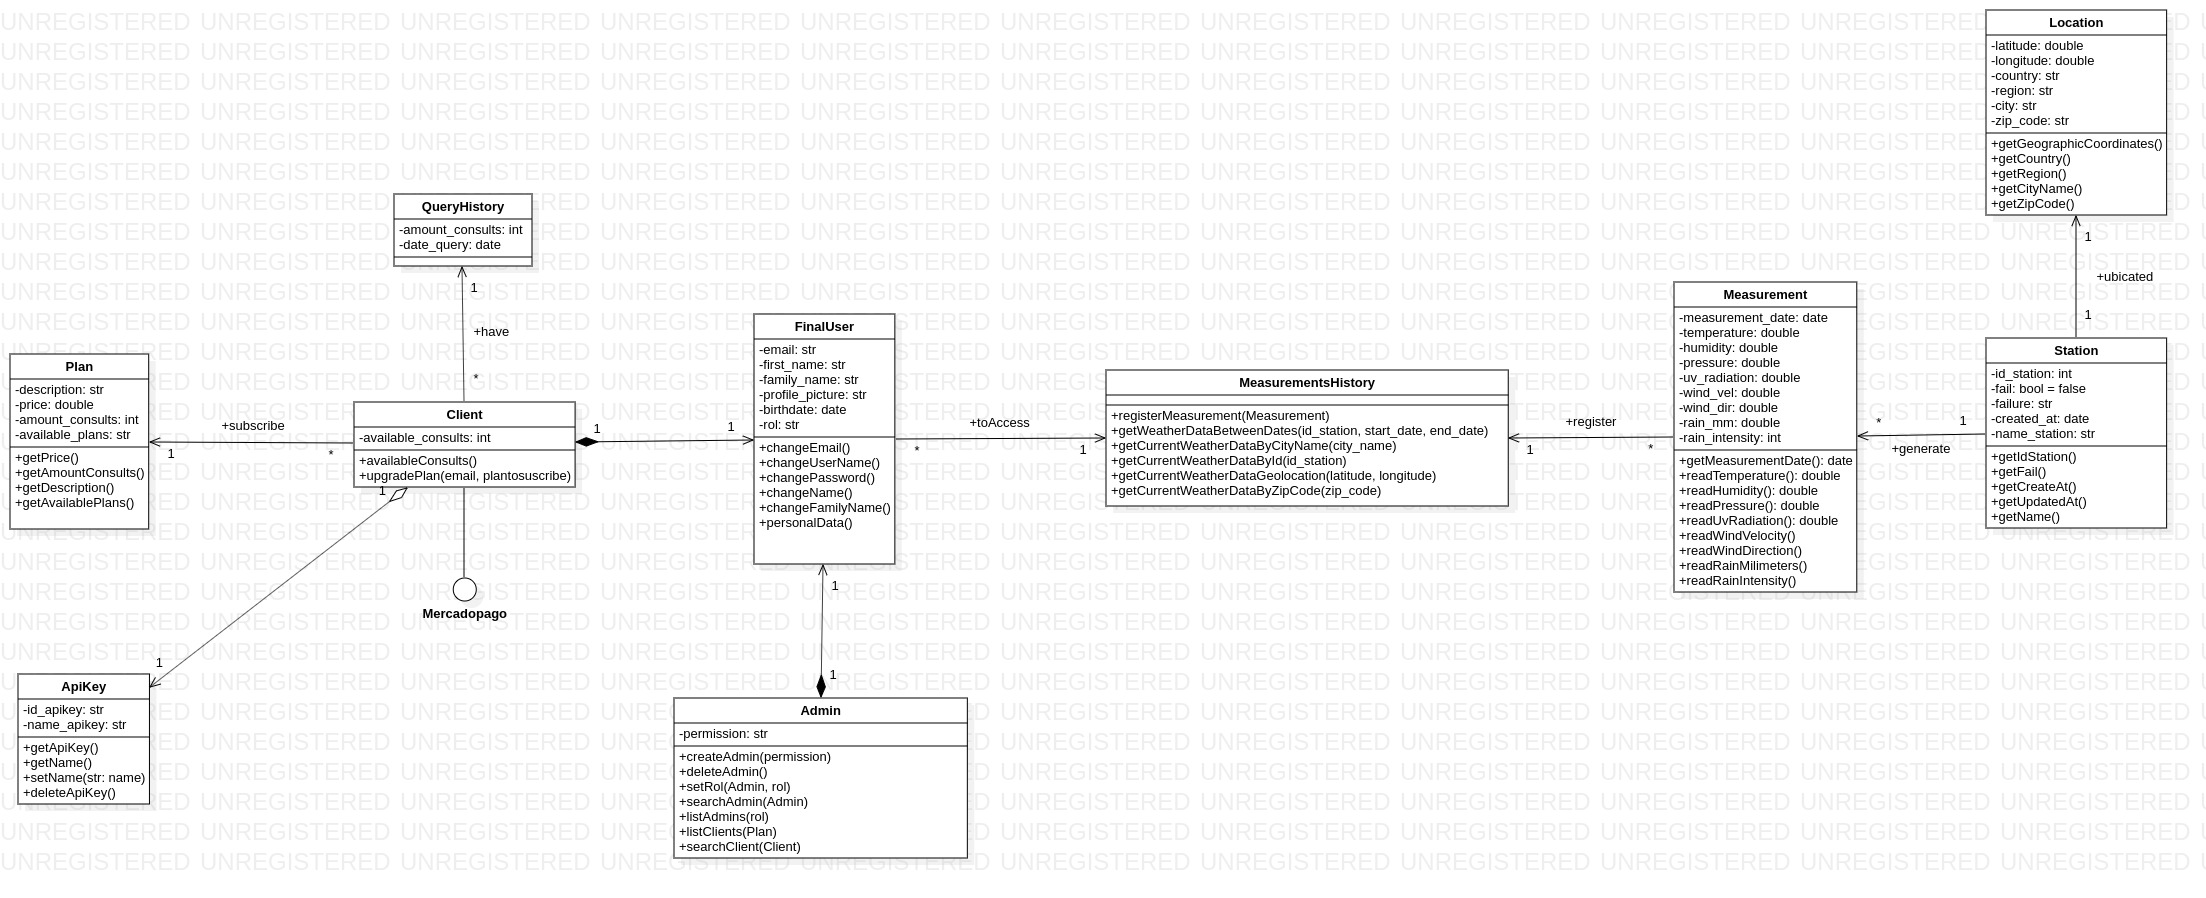 Location
-latitude: double
-longitude: double
-country: str
-region: str
-city: str
-zip_code: str
+getGeographicCoordinates()
+getCountry()
+getRegion()
+getCityName()
+getZipCode()
1
+ubicated
1
QueryHistory
-amount_consults: int
-date_query: date
1
+have
*
Plan
-description: str
-price: double
-amount_consults: int
-available_plans: str
+getPrice()
+getAmountConsults()
+getDescription()
+getAvailablePlans()
+subscribe
1
*
Client
-available_consults: int
+availableConsults()
+upgradePlan(email, plantosuscribe)
1
1
1
1
Mercadopago
FinalUser
-email: str
-first_name: str
-family_name: str
-profile_picture: str
-birthdate: date
-rol: str
+changeEmail()
+changeUserName()
+changePassword()
+changeName()
+changeFamilyName()
+personalData()
+toAccess
*
1
MeasurementsHistory
+registerMeasurement(Measurement)
+getWeatherDataBetweenDates(id_station, start_date, end_date)
+getCurrentWeatherDataByCityName(city_name)
+getCurrentWeatherDataById(id_station)
+getCurrentWeatherDataGeolocation(latitude, longitude)
+getCurrentWeatherDataByZipCode(zip_code)
+register
1
*
Measurement
-measurement_date: date
-temperature: double
-humidity: double
-pressure: double
-uv_radiation: double
-wind_vel: double
-wind_dir: double
-rain_mm: double
-rain_intensity: int
+getMeasurementDate(): date
+readTemperature(): double
+readHumidity(): double
+readPressure(): double
+readUvRadiation(): double
+readWindVelocity()
+readWindDirection()
+readRainMilimeters()
+readRainIntensity()
*
1
+generate
Station
-id_station: int
-fail: bool = false
-failure: str
-created_at: date
-name_station: str
+getIdStation()
+getFail()
+getCreateAt()
+getUpdatedAt()
+getName()
ApiKey
-id_apikey: str
-name_apikey: str
+getApiKey()
+getName()
+setName(str: name)
+deleteApiKey()
1
1
Admin
-permission: str
+createAdmin(permission)
+deleteAdmin()
+setRol(Admin, rol)
+searchAdmin(Admin)
+listAdmins(rol)
+listClients(Plan)
+searchClient(Client)
UNREGISTERED